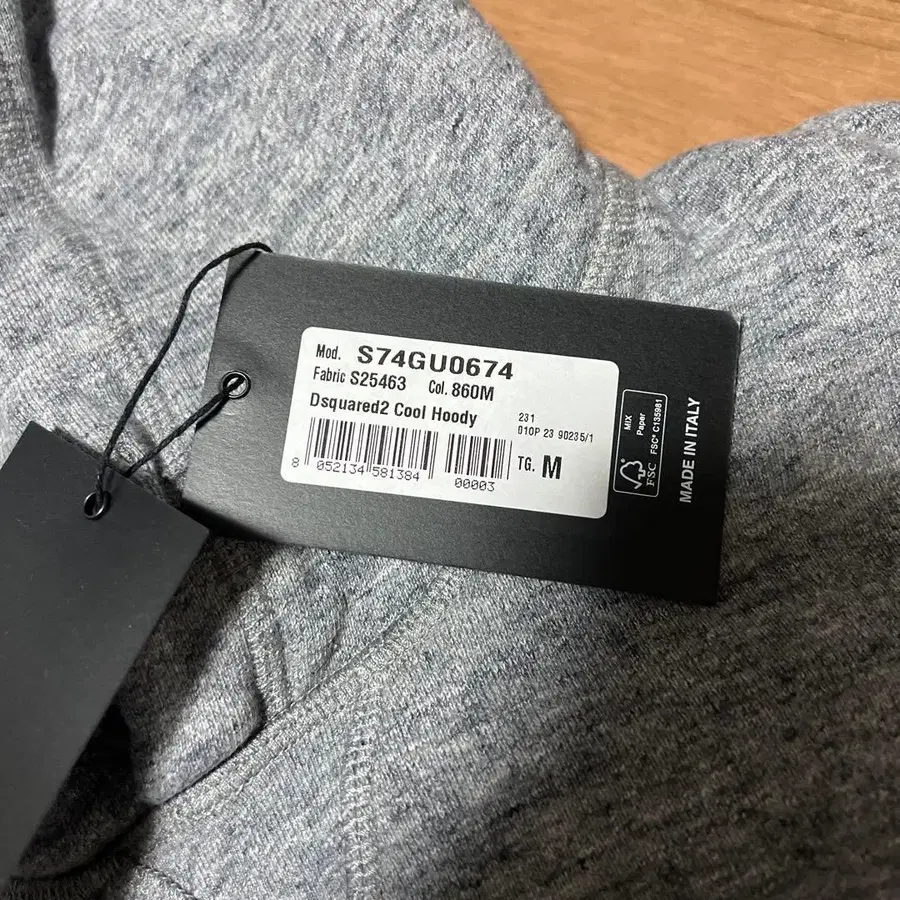 Mod. S74GU0674
Fabric S25463 Col. 860M
Dsquared2 Cool Hoody
231
010P 23 90235/1
8 052134 581384
00003
TG. M
MIX
Paper
FSC® C135981
FSC
MADE IN ITALY